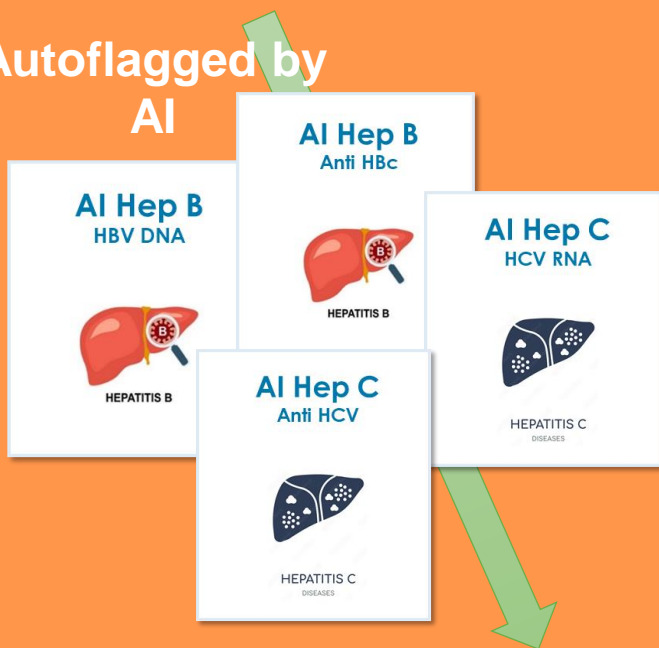 Autoflagged by
AI
AI Hep B
Anti HBc
B
HEPATITIS B
AI Hep B
HBV DNA
B
HEPATITIS B
AI Hep C
HCV RNA
HEPATITIS C
DISEASES
AI Hep C
Anti HCV
HEPATITIS C
DISEASES